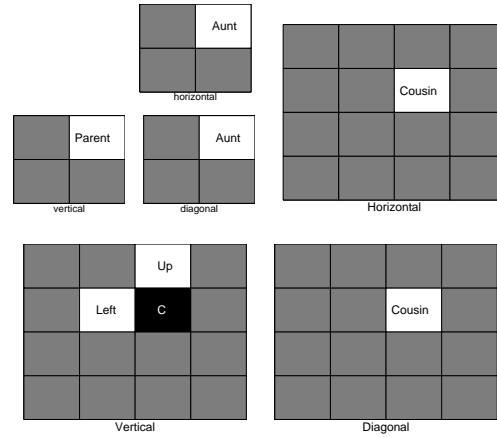 Aunt
horizontal
Parent
vertical
Aunt
diagonal
Cousin
Horizontal
Up
Left
C
Vertical
Cousin
Diagonal